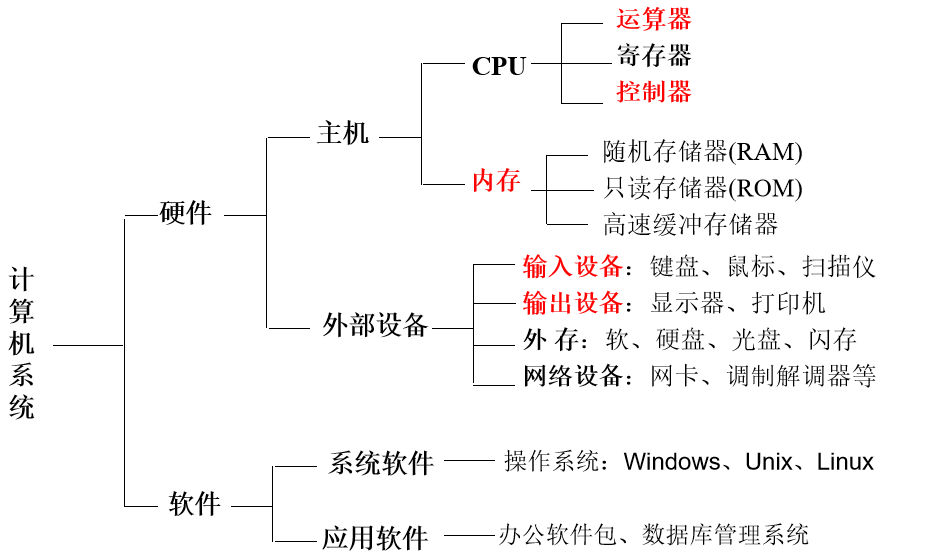 计算机系统
硬件
主机
CPU
运算器
寄存器
控制器
内存
随机存储器(RAM)
只读存储器(ROM)
高速缓冲存储器
外部设备
输入设备：键盘、鼠标、扫描仪
输出设备：显示器、打印机
外 存：软、硬盘、光盘、闪存
网络设备：网卡、调制解调器等
软件
系统软件
操作系统：Windows、Unix、Linux
应用软件
办公软件包、数据库管理系统